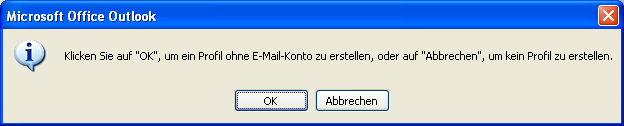 Microsoft Office Outlook
Klicken Sie auf "OK", um ein Profil ohne E-Mail-Konto zu erstellen, oder auf "Abbrechen", um kein Profil zu erstellen.
OK
Abbrechen